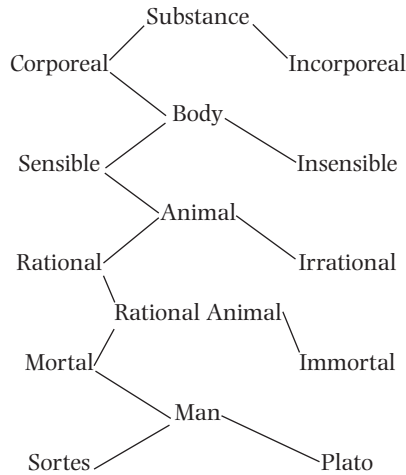 Substance
Corporeal Incorporeal
Body
Sensible Insensible
Animal
Rational Irrational
Rational Animal
Mortal Immortal
Man
Sortes Plato